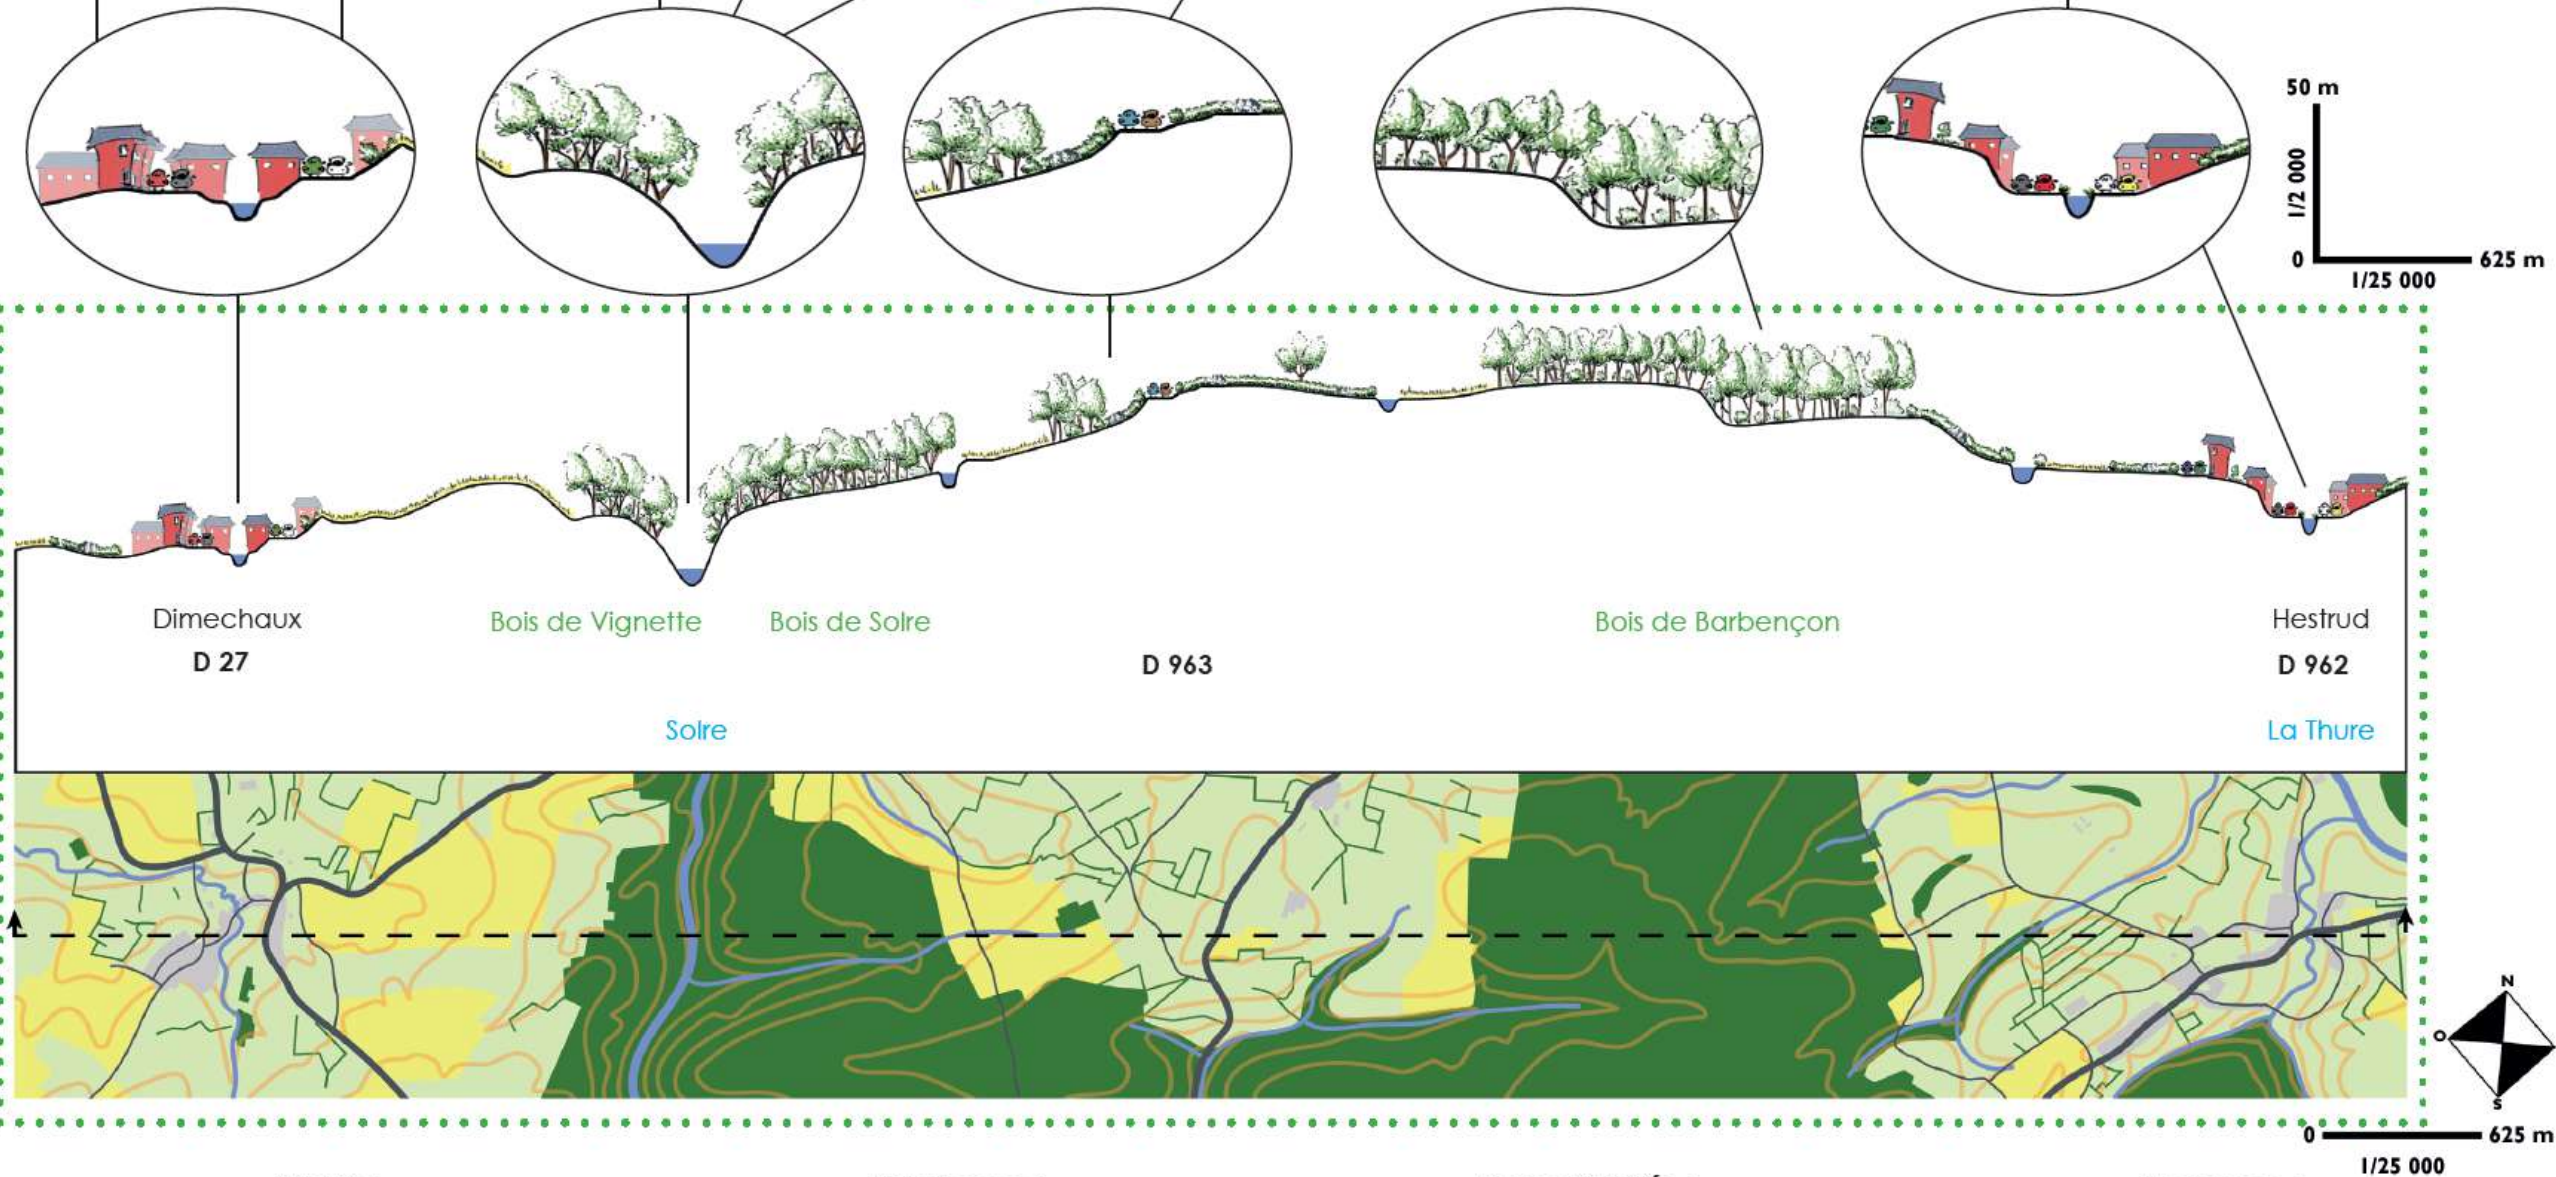 50 m
1/2 000
0
625 m
1/25 000
Dimechaux
Bois de Vignette
Bois de Solre
Bois de Barbençon
Hestrud
D 27
D 963
D 962
Solre
La Thure
N
O
S
0
625 m
1/25 000